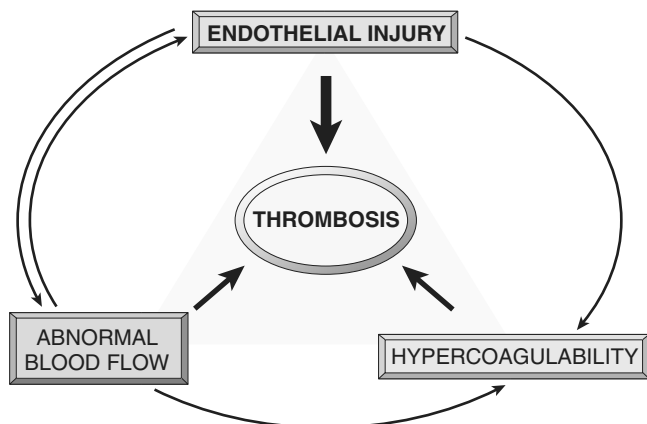 ENDOTHELIAL INJURY
THROMBOSIS
ABNORMAL
BLOOD FLOW
HYPERCOAGULABILITY